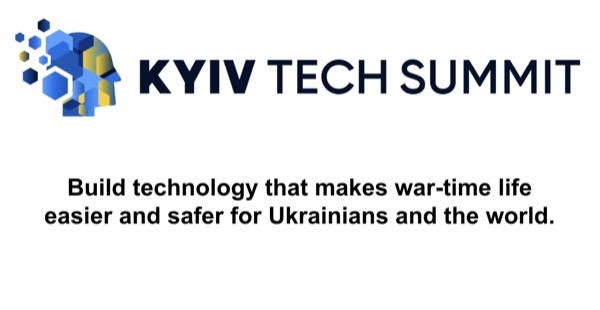 KYIV TECH SUMMIT
Build technology that makes war-time life
easier and safer for Ukrainians and the world.